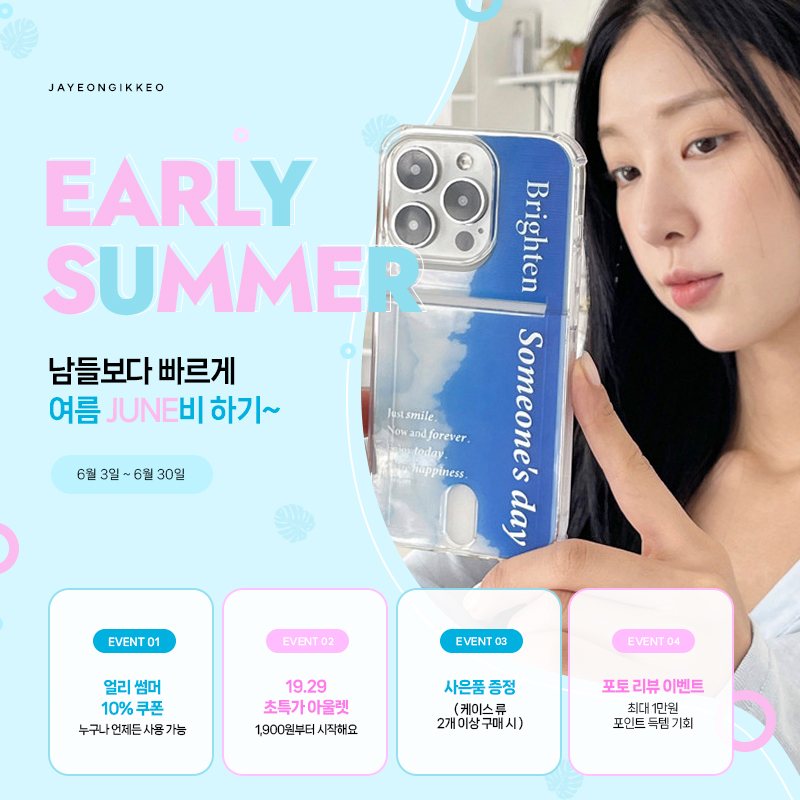 JAYEONGIKKEO
EARLY
SUMMER
남들보다 빠르게
여름 JUNE비 하기~
6월 3일 ~ 6월 30일
Brighten Someone's day
Just smile.
Now and forever.
today.
happiness.
EVENT 01
얼리 썸머
10% 쿠폰
누구나 언제든 사용 가능
EVENT 02
19.29
초특가 아울렛
1,900원부터 시작해요
EVENT 03
사은품 증정
( 케이스 류
2개 이상 구매 시 )
EVENT 04
포토 리뷰 이벤트
최대 1만원
포인트 득템 기회